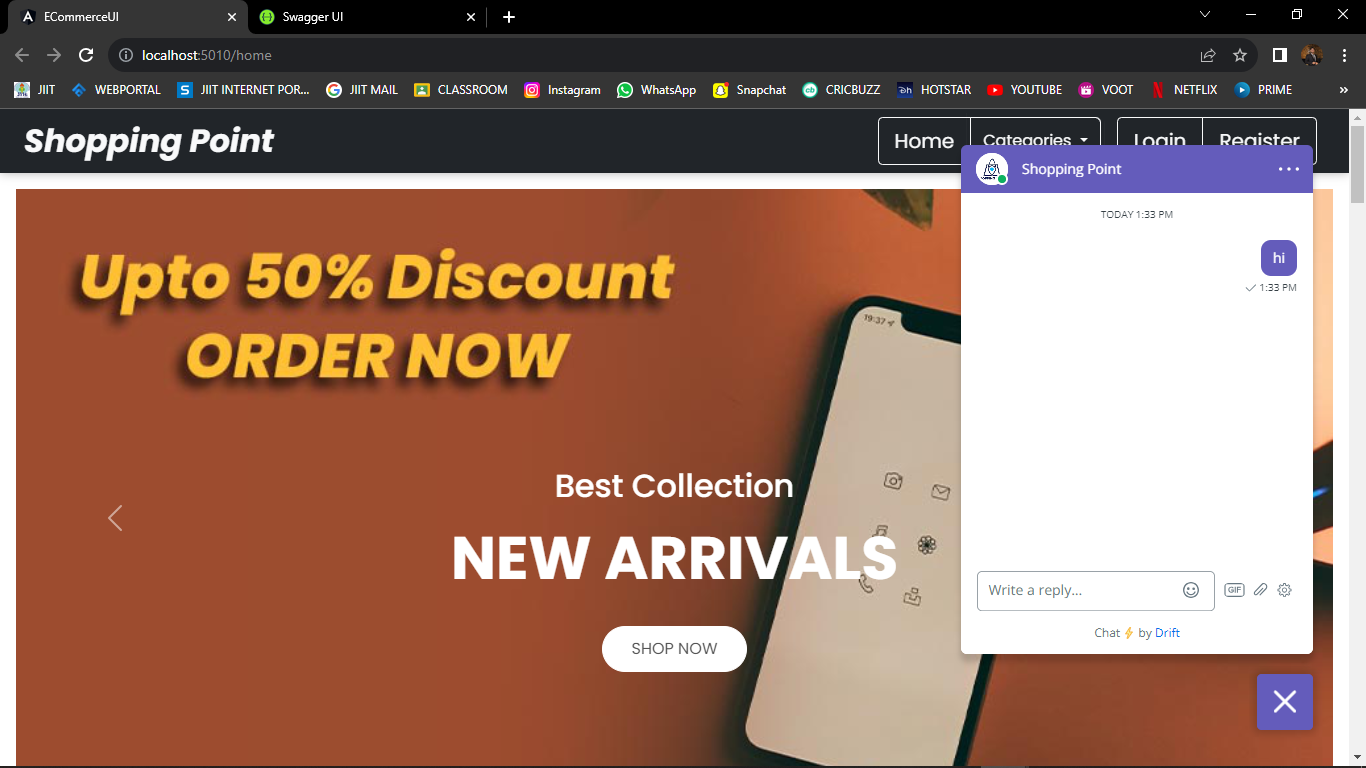 ECommerceUI
Swagger UI
localhost:5010/home
JIIT
WEBPORTAL
JIIT INTERNET POR...
JIIT MAIL
CLASSROOM
Instagram
WhatsApp
Snapchat
CRICBUZZ
HOTSTAR
YOUTUBE
VOOT
NETFLIX
PRIME
»
Shopping Point
Home
Categories
Login
Register
Shopping Point
TODAY 1:33 PM
hi
1:33 PM
Upto 50% Discount
ORDER NOW
19:37
Best Collection
NEW ARRIVALS
SHOP NOW
Write a reply...
GIF
Chat ⚡ by Drift